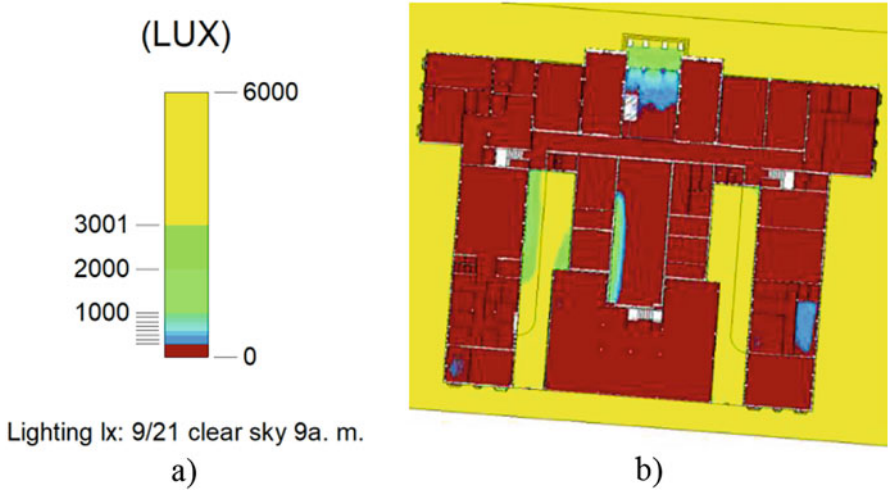 (LUX)
6000
3001
2000
1000
0
Lighting lx: 9/21 clear sky 9a. m.
a)
b)